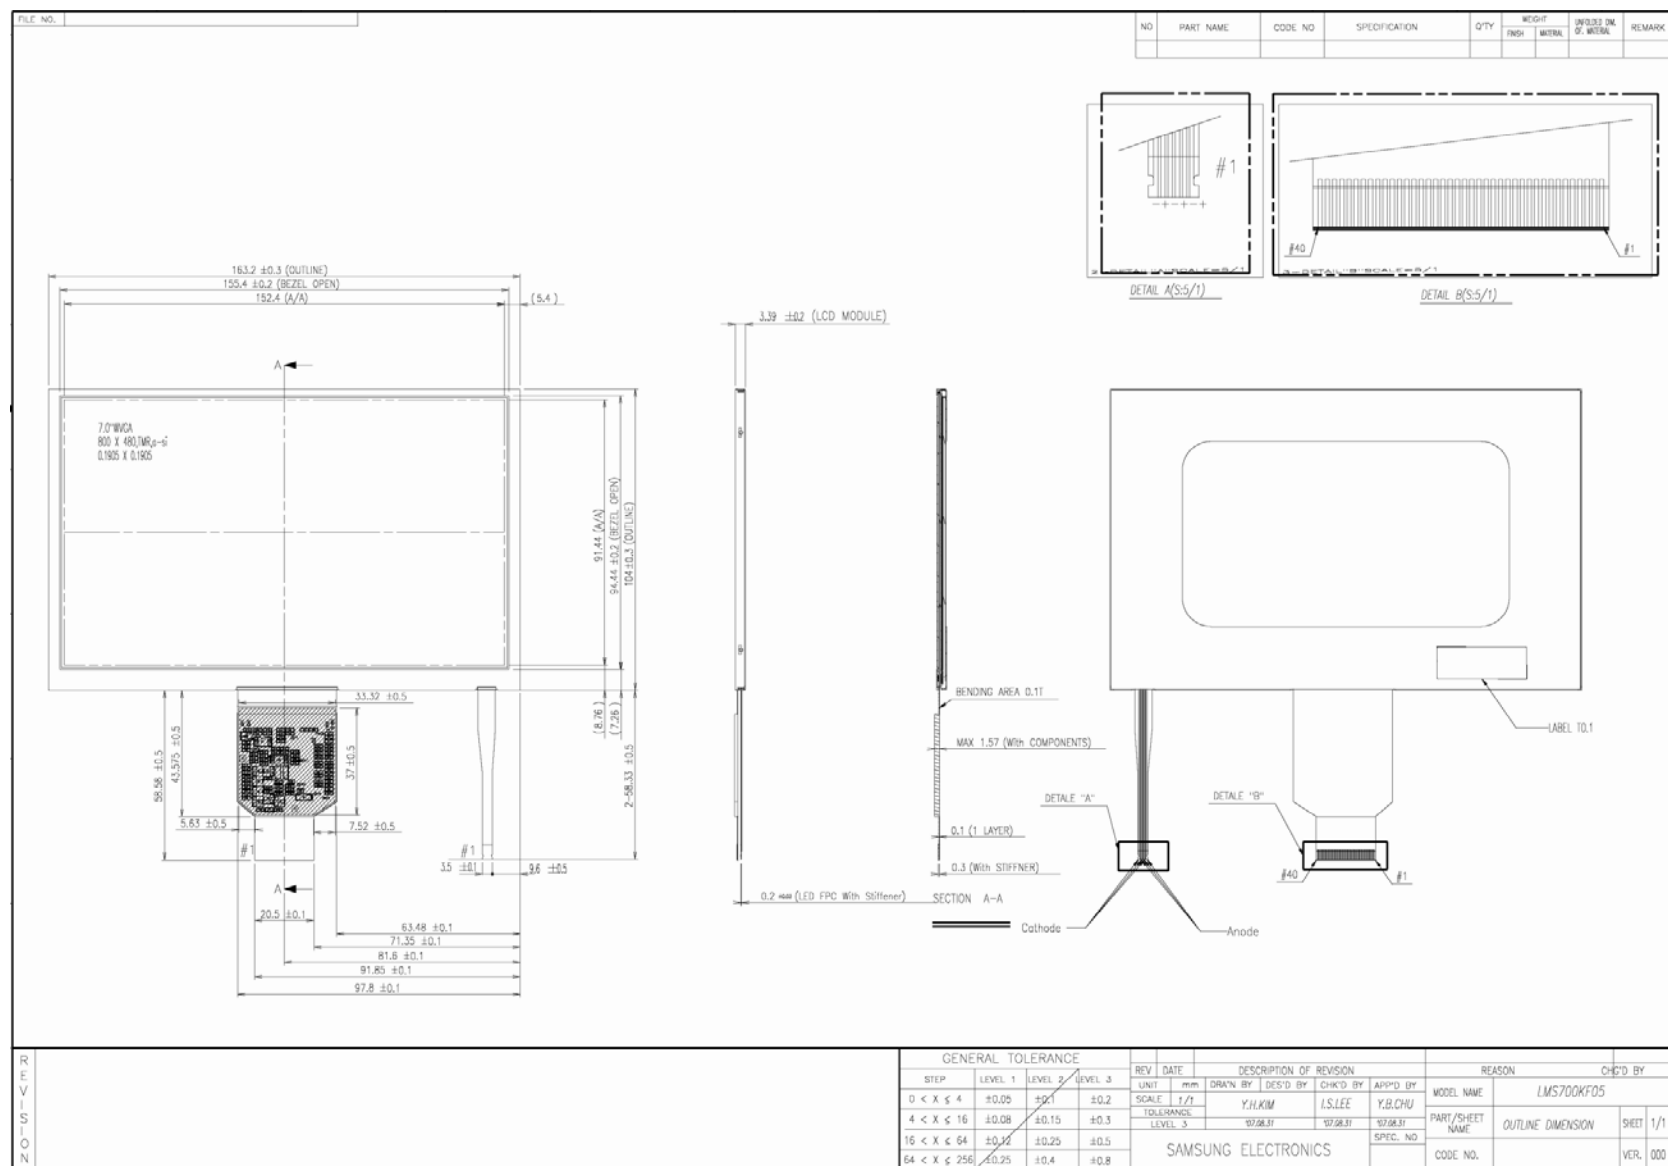 FILE NO.
NO PART NAME CODE NO SPECIFICATION Q'TY WEIGHT FINISH MATERIAL UNFOLDED DIM. OF. MATERIAL REMARK
#1
#40 #1
DETAIL A(S:5/1)
DETAIL B(S:5/1)
163.2 ±0.3 (OUTLINE)
155.4 ±0.2 (BEZEL OPEN)
152.4 (A/A)
(5.4)
3.39 ±0.2 (LCD MODULE)
A
7.0"WVGA
800 X 480,TMR,a-si
0.1905 X 0.1905
91.44 (A/A)
94.44 ±0.2 (BEZEL OPEN)
104±0.3 (OUTLINE)
33.32 ±0.5
(8.76)
(7.26)
58.58 ±0.5
43.575 ±0.5
37±0.5
2-58.33 ±0.5
5.63 ±0.5
7.52 ±0.5
#1
#1
3.5 ±0.1
9.6 ±0.5
A
20.5 ±0.1
63.48 ±0.1
71.35 ±0.1
81.6 ±0.1
91.85 ±0.1
97.8 ±0.1
BENDING AREA 0.1T
MAX 1.57 (With COMPONENTS)
0.1 (1 LAYER)
0.3 (With STIFFNER)
0.2 (LED FPC With Stiffener)
SECTION A-A
LABEL T0.1
DETALE "A"
DETALE "B"
#40 #1
Cathode
Anode
REVISION
GENERAL TOLERANCE
STEP LEVEL 1 LEVEL 2 LEVEL 3
0 < X ≤ 4 ±0.05 ±0.1 ±0.2
4 < X ≤ 16 ±0.08 ±0.15 ±0.3
16 < X ≤ 64 ±0.12 ±0.25 ±0.5
64 < X ≤ 256 ±0.25 ±0.4 ±0.8
REV DATE DESCRIPTION OF REVISION REASON CHG'D BY
UNIT mm DRA'N BY DES'D BY CHK'D BY APP'D BY
SCALE 1/1 Y.H.KIM I.S.LEE Y.B.CHU
TOLERANCE LEVEL 3 '07.08.31 '07.08.31 '07.08.31
SAMSUNG ELECTRONICS SPEC. NO
MODEL NAME LMS700KF05
PART/SHEET NAME OUTLINE DIMENSION SHEET 1/1
CODE NO. VER. 000